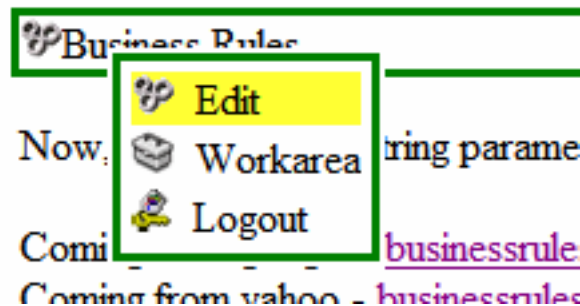 Business Rules
Edit
Now, tring parame
Workarea
Logout
Comi businessrule
Coming from yahoo - businessrules